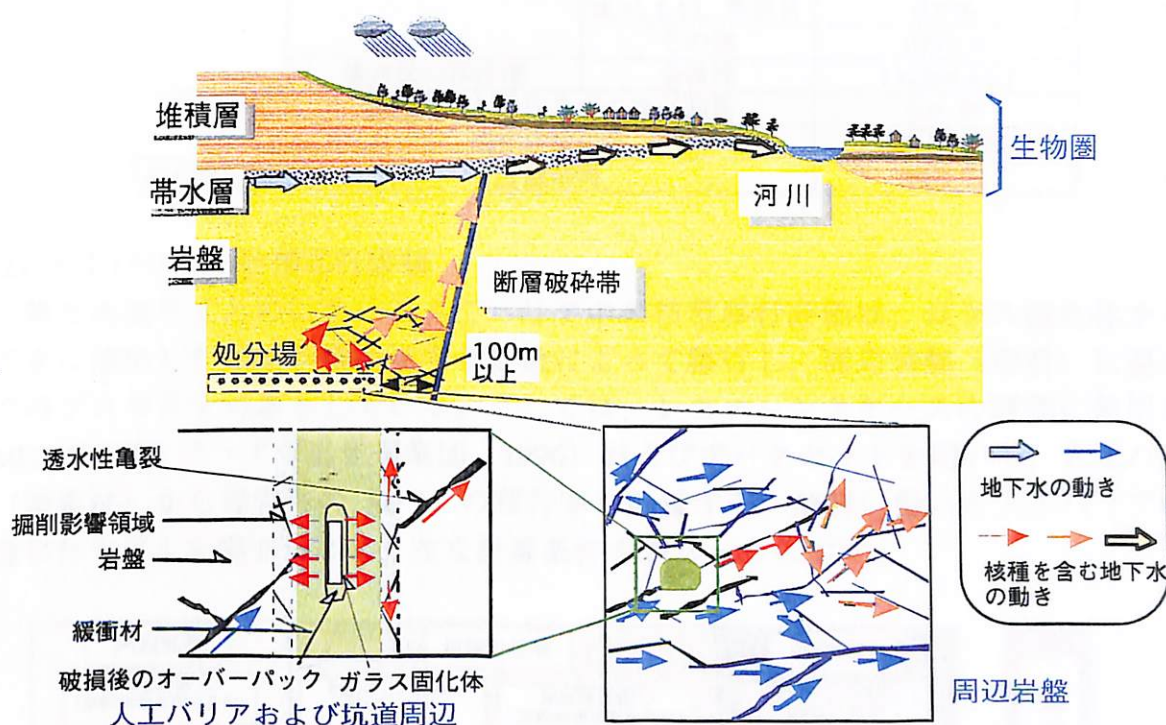 堆積層
帯水層
岩盤
生物圏
河川
断層破砕帯
処分場
100m
以上
透水性亀裂
掘削影響領域
岩盤
緩衝材
破損後のオーバーパック
ガラス固化体
人工バリアおよび坑道周辺
周辺岩盤
地下水の動き
核種を含む地下水
の動き